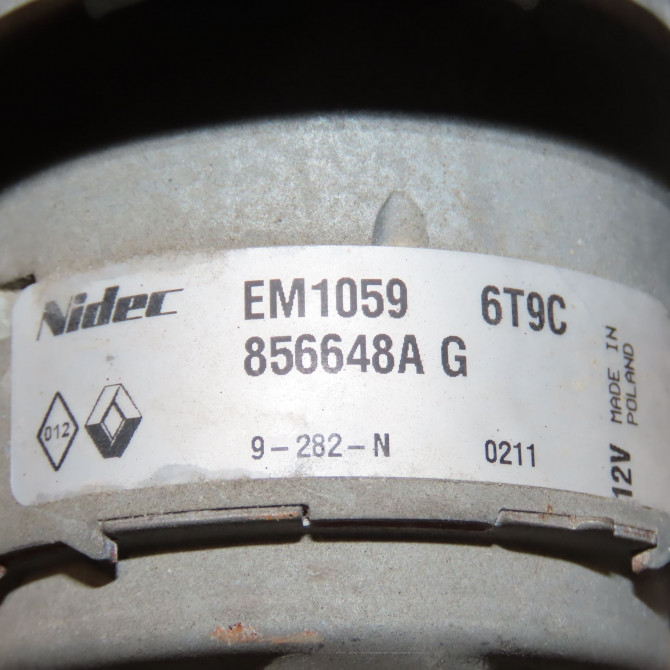 Nidec EM1059 6T9C
856648A G
012 9-282-N 0211
12V MADE IN
POLAND